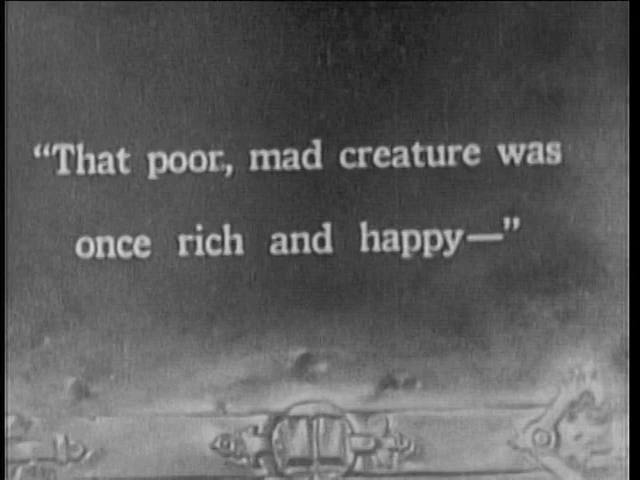 “That poor, mad creature was
once rich and happy—”